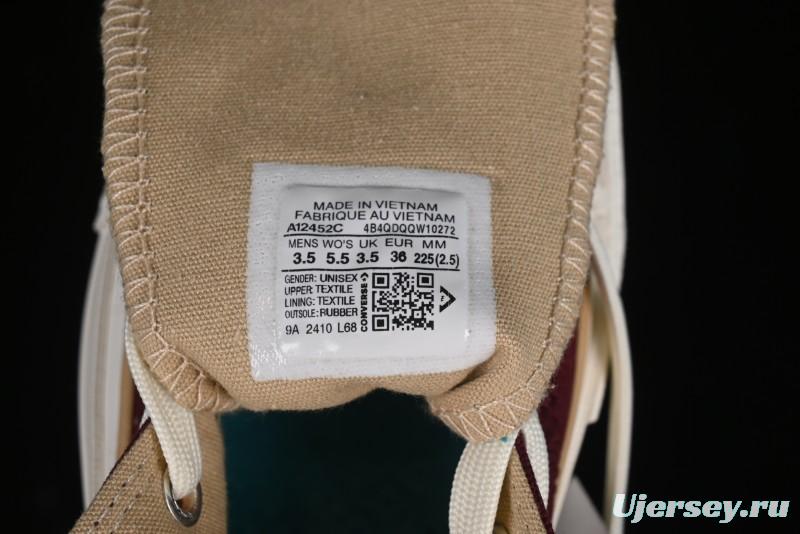 MADE IN VIETNAM
FABRIQUE AU VIETNAM
A12452C 4B4QDQQW10272
MENS WO'S UK EUR MM
3.5 5.5 3.5 36 225(2.5)
GENDER: UNISEX
UPPER: TEXTILE
LINING: TEXTILE
OUTSOLE: RUBBER
9A 2410 L68
CONVERSE
Ujersey.ru